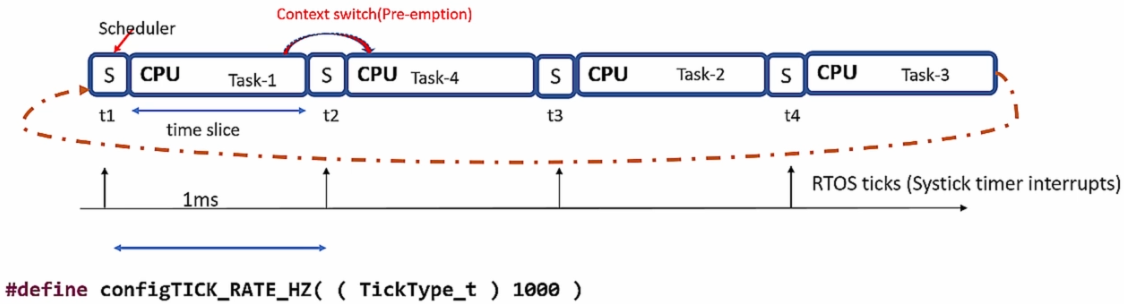 Context switch(Pre-emption)
Scheduler
S CPU Task-1 S CPU Task-4 S CPU Task-2 S CPU Task-3
t1 t2 t3 t4
time slice
RTOS ticks (Systick timer interrupts)
1ms
#define configTICK_RATE_HZ( ( TickType_t ) 1000 )